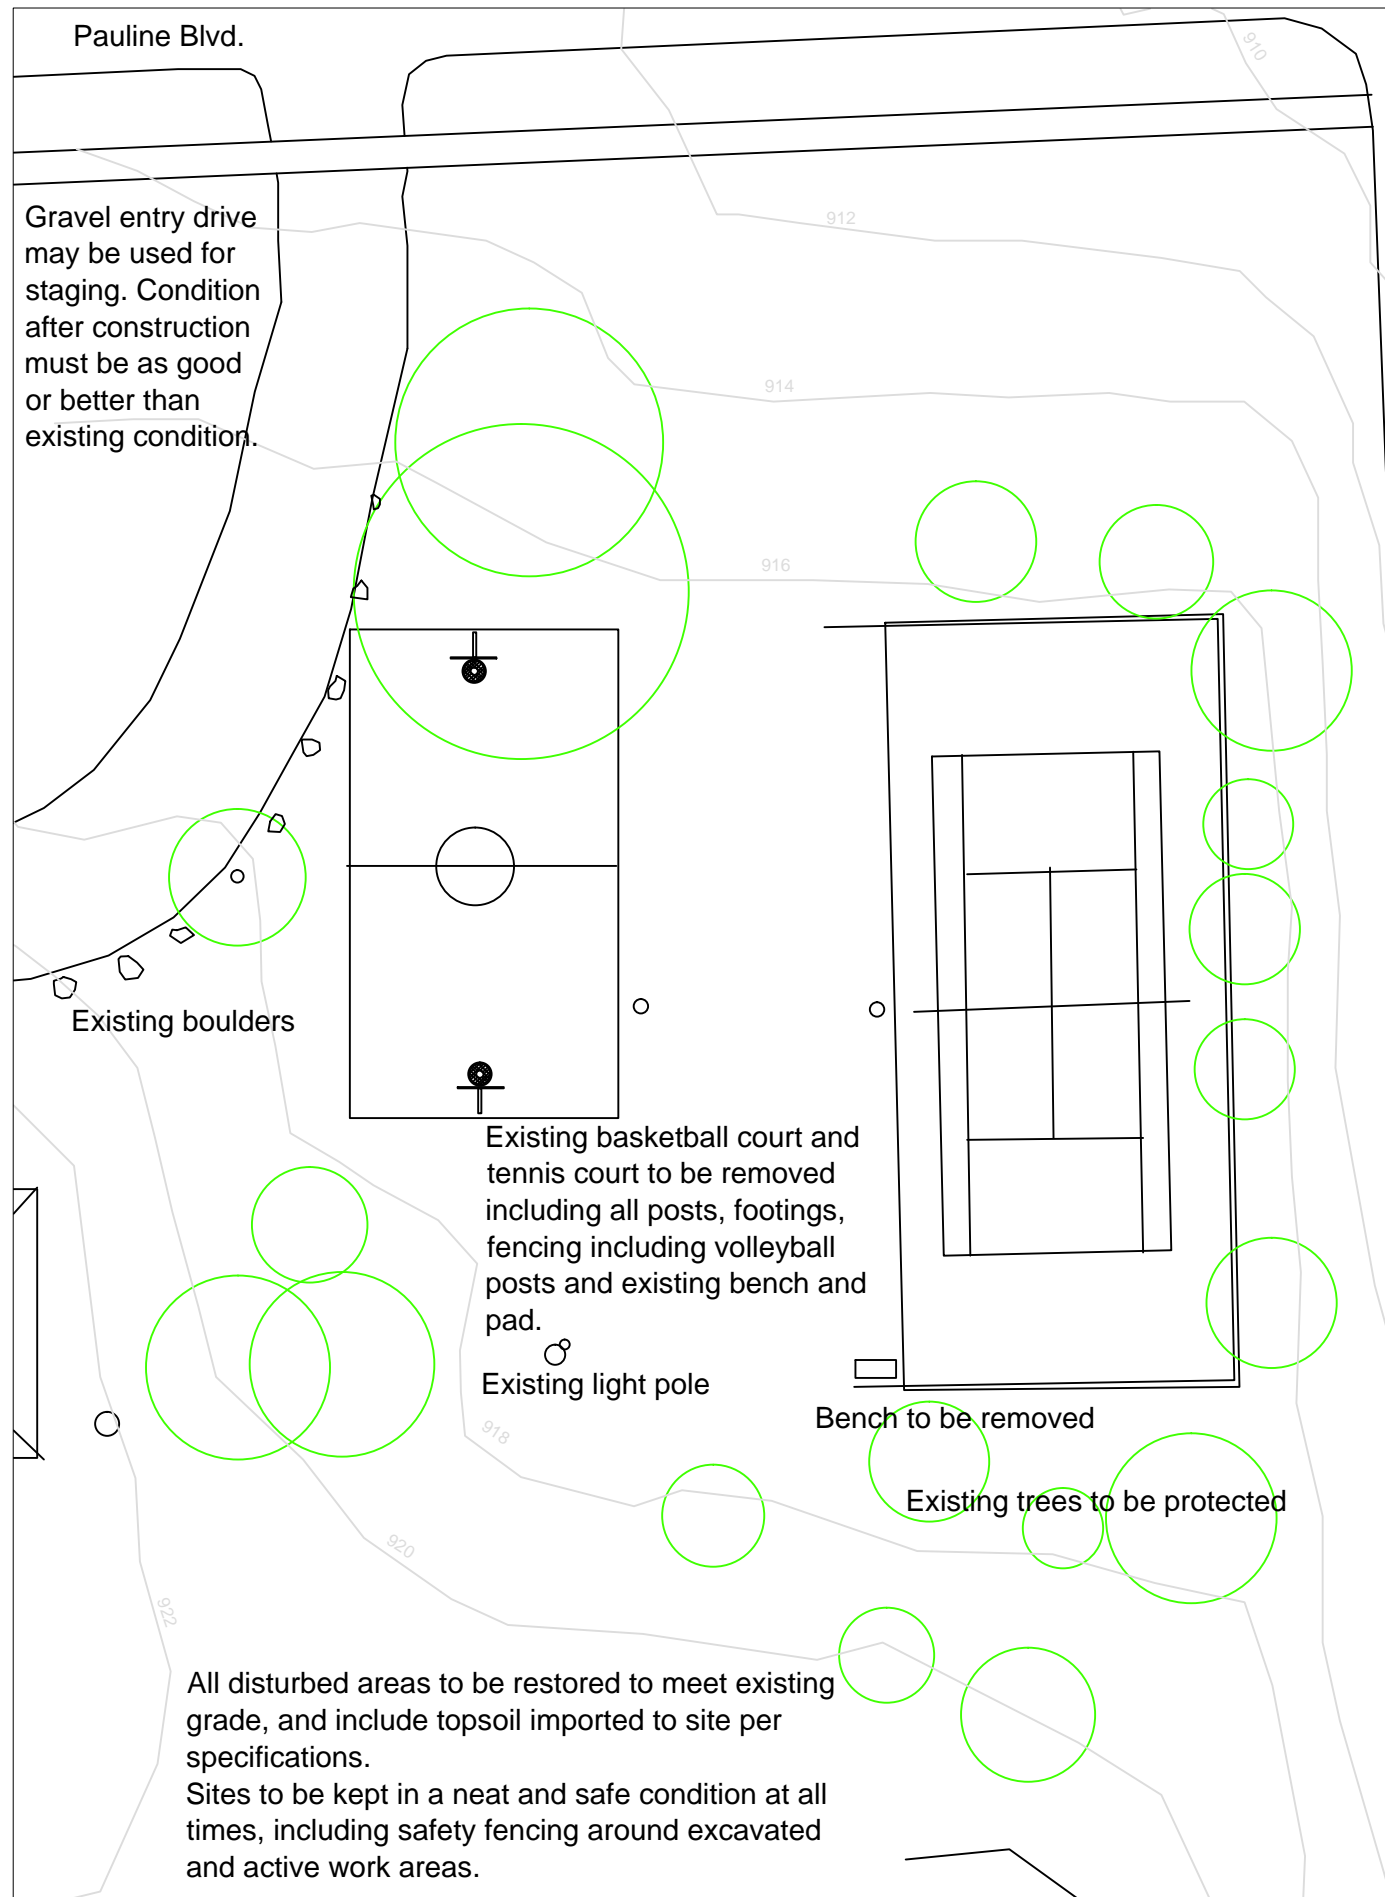 Pauline Blvd.
910
Gravel entry drive
may be used for
staging. Condition
after construction
must be as good
or better than
existing condition.
912
914
916
Existing boulders
Existing basketball court and
tennis court to be removed
including all posts, footings,
fencing including volleyball
posts and existing bench and
pad.
Existing light pole
Bench to be removed
918
Existing trees to be protected
920
922
All disturbed areas to be restored to meet existing
grade, and include topsoil imported to site per
specifications.
Sites to be kept in a neat and safe condition at all
times, including safety fencing around excavated
and active work areas.